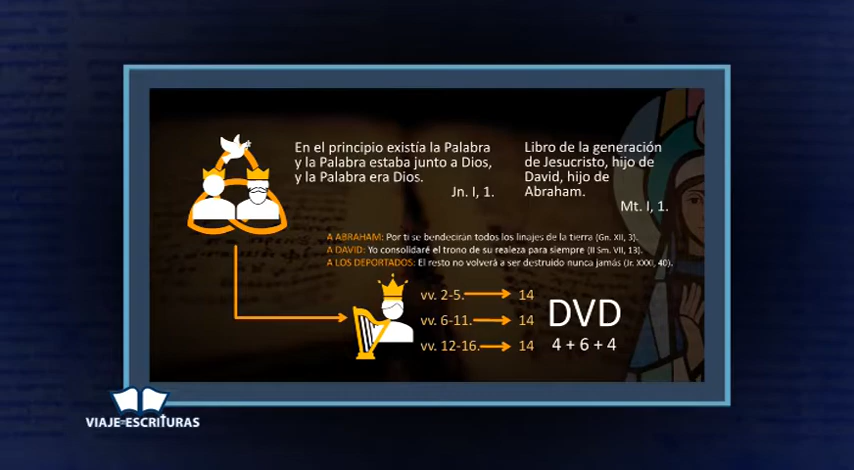 En el principio existía la Palabra
y la Palabra estaba junto a Dios,
y la Palabra era Dios.
Jn. I, 1.
Libro de la generación
de Jesucristo, hijo de
David, hijo de
Abraham.
Mt. I, 1.
A ABRAHAM: Por ti se bendecirán todos los linajes de la tierra (Gn. XII, 3).
A DAVID: Yo consolidaré el trono de su realeza para siempre (II Sm. VII, 13).
A LOS DEPORTADOS: El resto no volverá a ser destruido nunca jamás (Jr. XXXI, 40).
vv. 2-5. 14
vv. 6-11. 14
vv. 12-16. 14
DVD
4 + 6 + 4
VIAJE ESCRITURAS